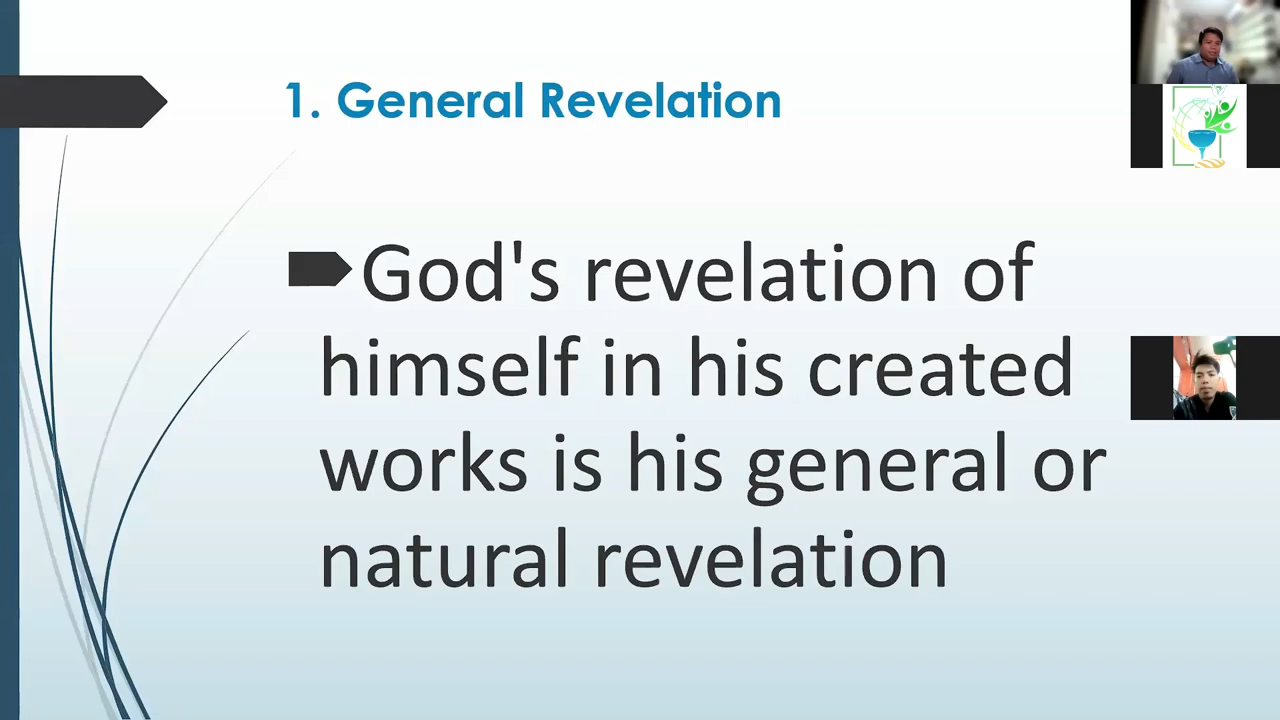 1. General Revelation
God's revelation of
himself in his created
works is his general or
natural revelation